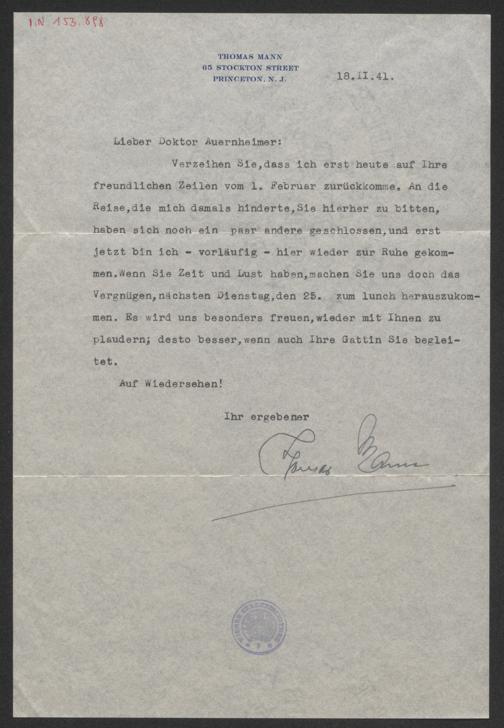 I.N 153.898
THOMAS MANN
65 STOCKTON STREET
PRINCETON, N. J.
18.II.41.
Lieber Doktor Auernheimer:
Verzeihen Sie,dass ich erst heute auf Ihre
freundlichen Zeilen vom 1. Februar zurückkomme. An die
Reise,die mich damals hinderte,Sie hierher zu bitten,
haben sich noch ein paar andere geschlossen,und erst
jetzt bin ich - vorläufig - hier wieder zur Ruhe gekom-
men.Wenn Sie Zeit und Lust haben,machen Sie uns doch das
Vergnügen,nächsten Dienstag,den 25. zum lunch herauszukom-
men. Es wird uns besonders freuen,wieder mit Ihnen zu
plaudern; desto besser,wenn auch Ihre Gattin Sie beglei-
tet.
Auf Wiedersehen!
Ihr ergebener
Thomas Mann